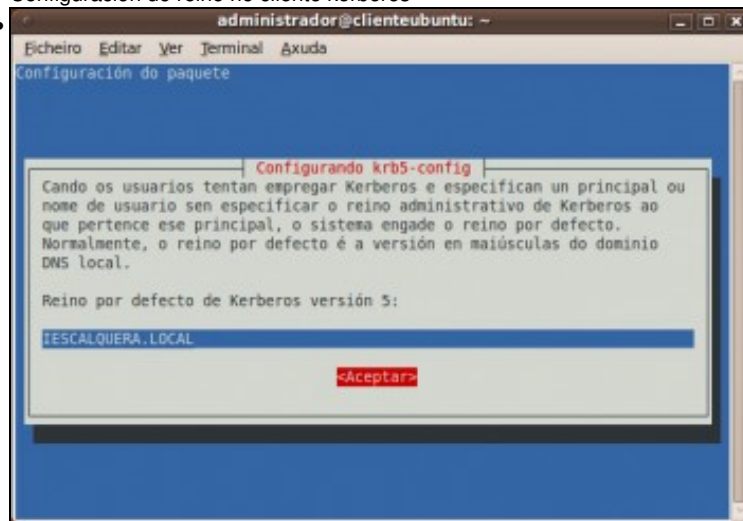 Configuración do reino no cliente kerberos
administrador@clienteubuntu: ~
Eicheiro Editar Ver Terminal Axuda
Configuración do paquete
Configurando krb5-config
Cando os usuarios tentan empregar Kerberos e especifican un principal ou
nome de usuario sen especificar o reino administrativo de Kerberos ao
que pertence ese principal, o sistema engade o reino por defecto.
Normalmente, o reino por defecto é a versión en maiúsculas do dominio
DNS local.
Reino por defecto de Kerberos versión 5:
IESCALQUERA.LOCAL
<Aceptar>